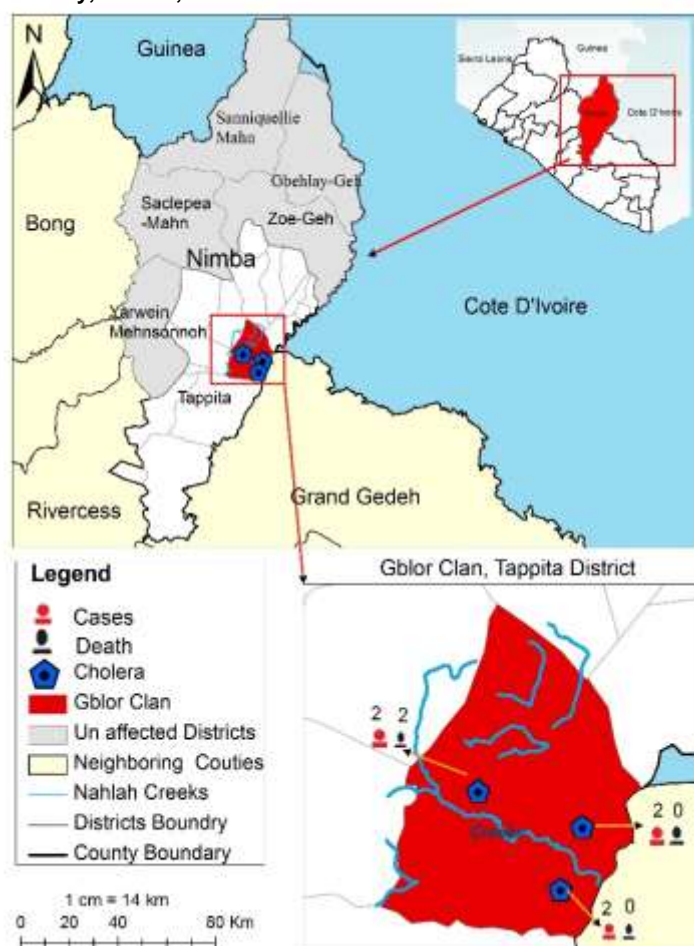 N
Guinea
Sierra Leone
Guinea
Cote D'Ivoire
Sanniquellie
Mahn
Gbehlay-Geh
Saclepea
-Mahn
Zoe-Geh
Bong
Nimba
Cote D'Ivoire
Yarwein
Mehnsonnoh
Tappita
Rivercess
Grand Gedeh
Legend
Cases
Death
Cholera
Gblor Clan
Un affected Districts
Neighboring Couties
Nahlah Creeks
Districts Boundry
County Boundary
1 cm = 14 km
0 20 40 80 Km
Gblor Clan, Tappita District
2 2
2 0
2 0